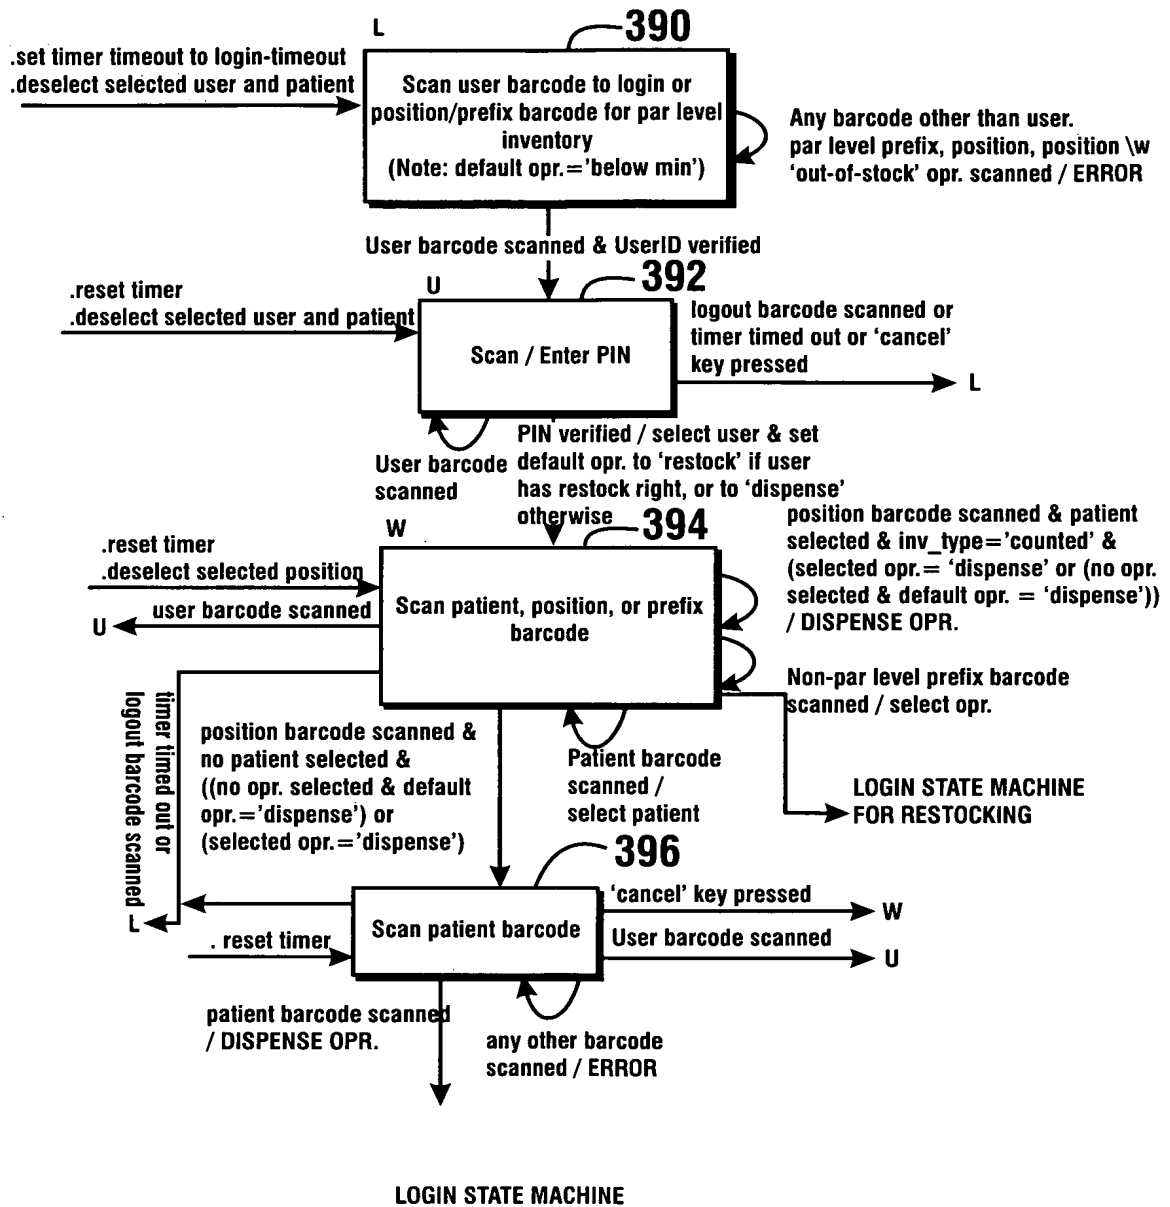 L
390
.set timer timeout to login-timeout
.deselect selected user and patient
Scan user barcode to login or
position/prefix barcode for par level
inventory
(Note: default opr.='below min')
Any barcode other than user.
par level prefix, position, position \w
'out-of-stock' opr. scanned / ERROR
User barcode scanned & UserID verified
U
392
.reset timer
.deselect selected user and patient
Scan / Enter PIN
logout barcode scanned or
timer timed out or 'cancel'
key pressed
L
User barcode
scanned
PIN verified / select user & set
default opr. to 'restock' if user
has restock right, or to 'dispense'
otherwise
W
394
.reset timer
.deselect selected position
user barcode scanned
U
Scan patient, position, or prefix
barcode
position barcode scanned & patient
selected & inv_type='counted' &
(selected opr.= 'dispense' or (no opr.
selected & default opr. = 'dispense'))
/ DISPENSE OPR.
Non-par level prefix barcode
scanned / select opr.
timer timed out or
logout barcode scanned
L
position barcode scanned &
no patient selected &
((no opr. selected & default
opr.='dispense') or
(selected opr.='dispense')
Patient barcode
scanned /
select patient
LOGIN STATE MACHINE
FOR RESTOCKING
396
Scan patient barcode
'cancel' key pressed
W
User barcode scanned
U
. reset timer
patient barcode scanned
/ DISPENSE OPR.
any other barcode
scanned / ERROR
LOGIN STATE MACHINE